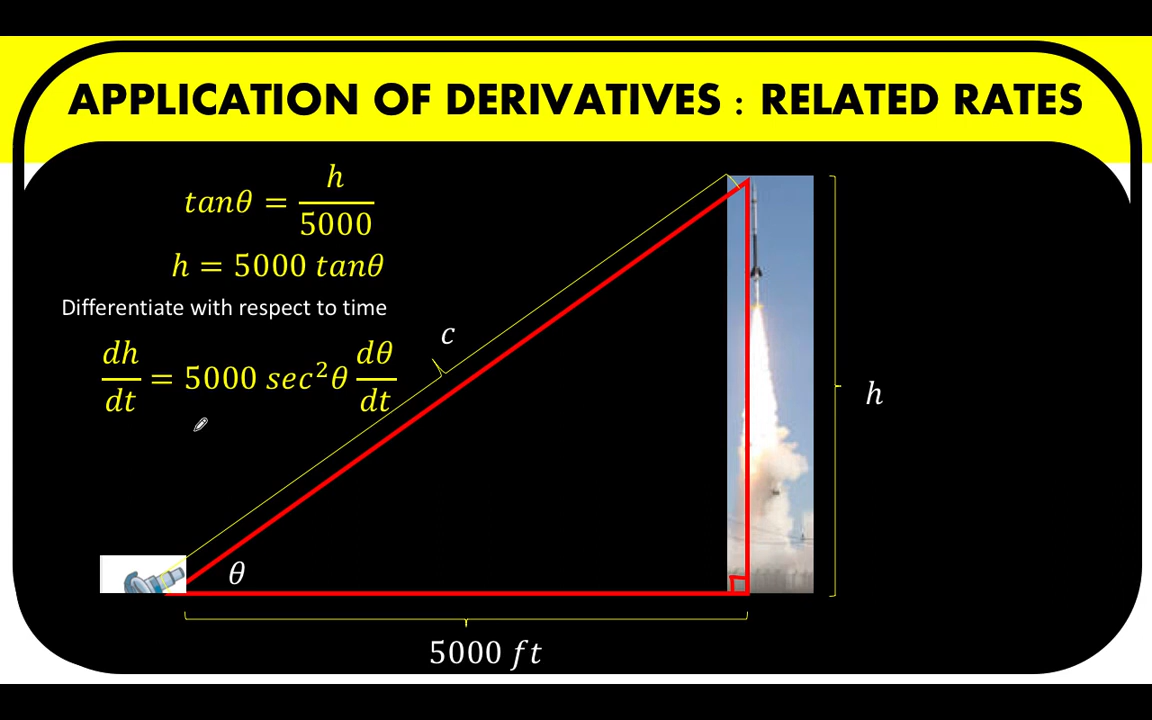 APPLICATION OF DERIVATIVES : RELATED RATES
tanθ = h/5000
h = 5000 tanθ
Differentiate with respect to time
dh/dt = 5000 sec²θ dθ/dt
c
h
θ
5000 ft